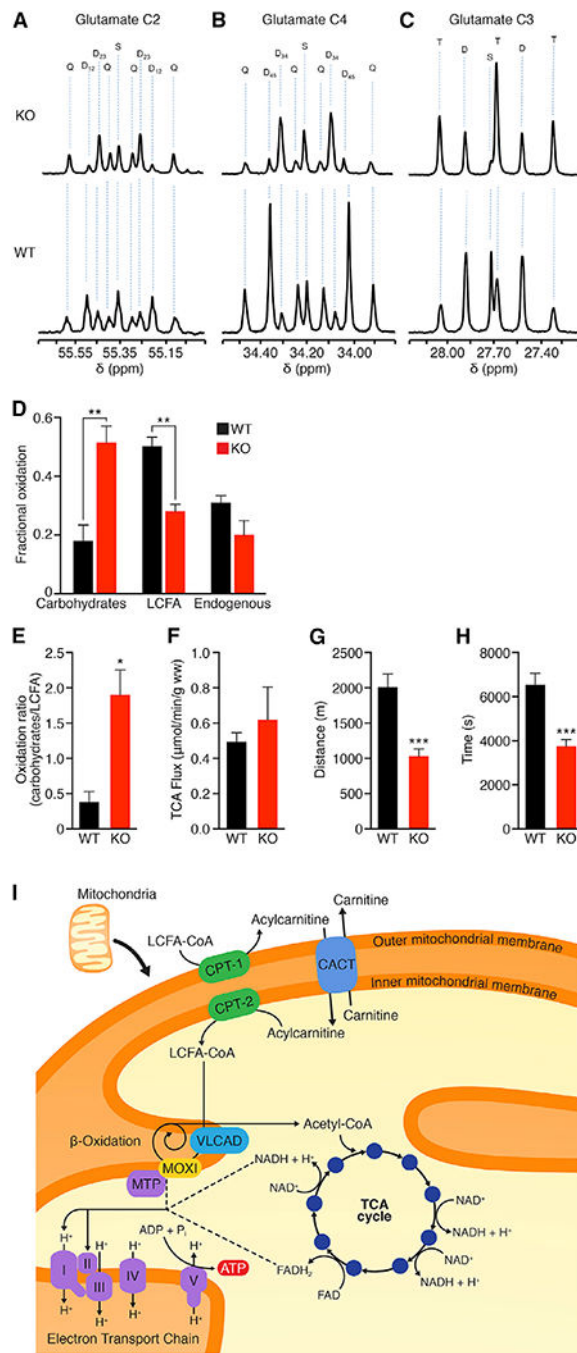 A Glutamate C2
Q D₁₂ D₂₃ Q S Q D₂₃ D₁₂ Q
KO
WT
55.55 55.35 55.15
δ (ppm)
B Glutamate C4
Q D₄₅ D₃₄ Q S Q D₃₄ D₄₅ Q
34.40 34.20 34.00
δ (ppm)
C Glutamate C3
T D S T D T
28.00 27.70 27.40
δ (ppm)
D
Fractional oxidation
0.6
0.4
0.2
0
** **
WT
KO
Carbohydrates LCFA Endogenous
E
Oxidation ratio
(carbohydrates/LCFA)
2.5
2.0
1.5
1.0
0.5
0.0
*
WT KO
F
TCA Flux (μmol/min/g ww)
1.0
0.8
0.6
0.4
0.2
0.0
WT KO
G
Distance (m)
2500
2000
1500
1000
500
0
***
WT KO
H
Time (s)
8000
6000
4000
2000
0
***
WT KO
I
Mitochondria
LCFA-CoA
Acylcarnitine
Carnitine
CPT-1
CACT
Outer mitochondrial membrane
Inner mitochondrial membrane
CPT-2
Acylcarnitine
Carnitine
LCFA-CoA
β-Oxidation
VLCAD
MOXI
MTP
Acetyl-CoA
NADH + H⁺
NAD⁺
TCA
cycle
NAD⁺
NADH + H⁺
NAD⁺
NADH + H⁺
FADH₂
FAD
ADP + Pᵢ
ATP
H⁺ H⁺ H⁺ H⁺
I II III IV V
H⁺ H⁺ H⁺ H⁺
Electron Transport Chain